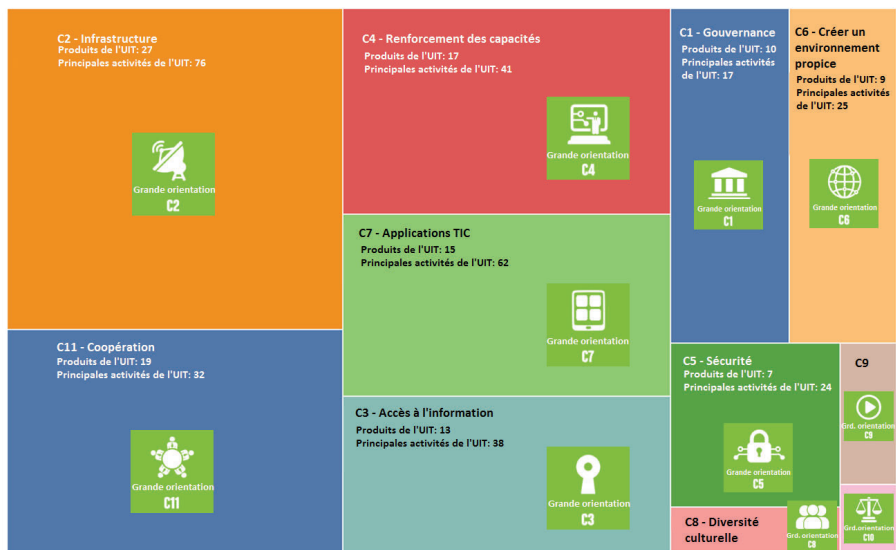 C2 - Infrastructure
Produits de l'UIT: 27
Principales activités de l'UIT: 76
Grande orientation
C2
C11 - Coopération
Produits de l'UIT: 19
Principales activités de l'UIT: 32
Grande orientation
C11
C4 - Renforcement des capacités
Produits de l'UIT: 17
Principales activités de l'UIT: 41
Grande orientation
C4
C7 - Applications TIC
Produits de l'UIT: 15
Principales activités de l'UIT: 62
Grande orientation
C7
C3 - Accès à l'information
Produits de l'UIT: 13
Principales activités de l'UIT: 38
Grande orientation
C3
C1 - Gouvernance
Produits de l'UIT: 10
Principales activités
de l'UIT: 17
Grande orientation
C1
C6 - Créer un
environnement
propice
Produits de l'UIT: 9
Principales activités
de l'UIT: 25
Grande orientation
C6
C5 - Sécurité
Produits de l'UIT: 7
Principales activités de l'UIT: 24
Grande orientation
C5
C8 - Diversité
culturelle
Grd. orientation
C8
C9
Grd. orientation
C9
Grd.orientation
C10